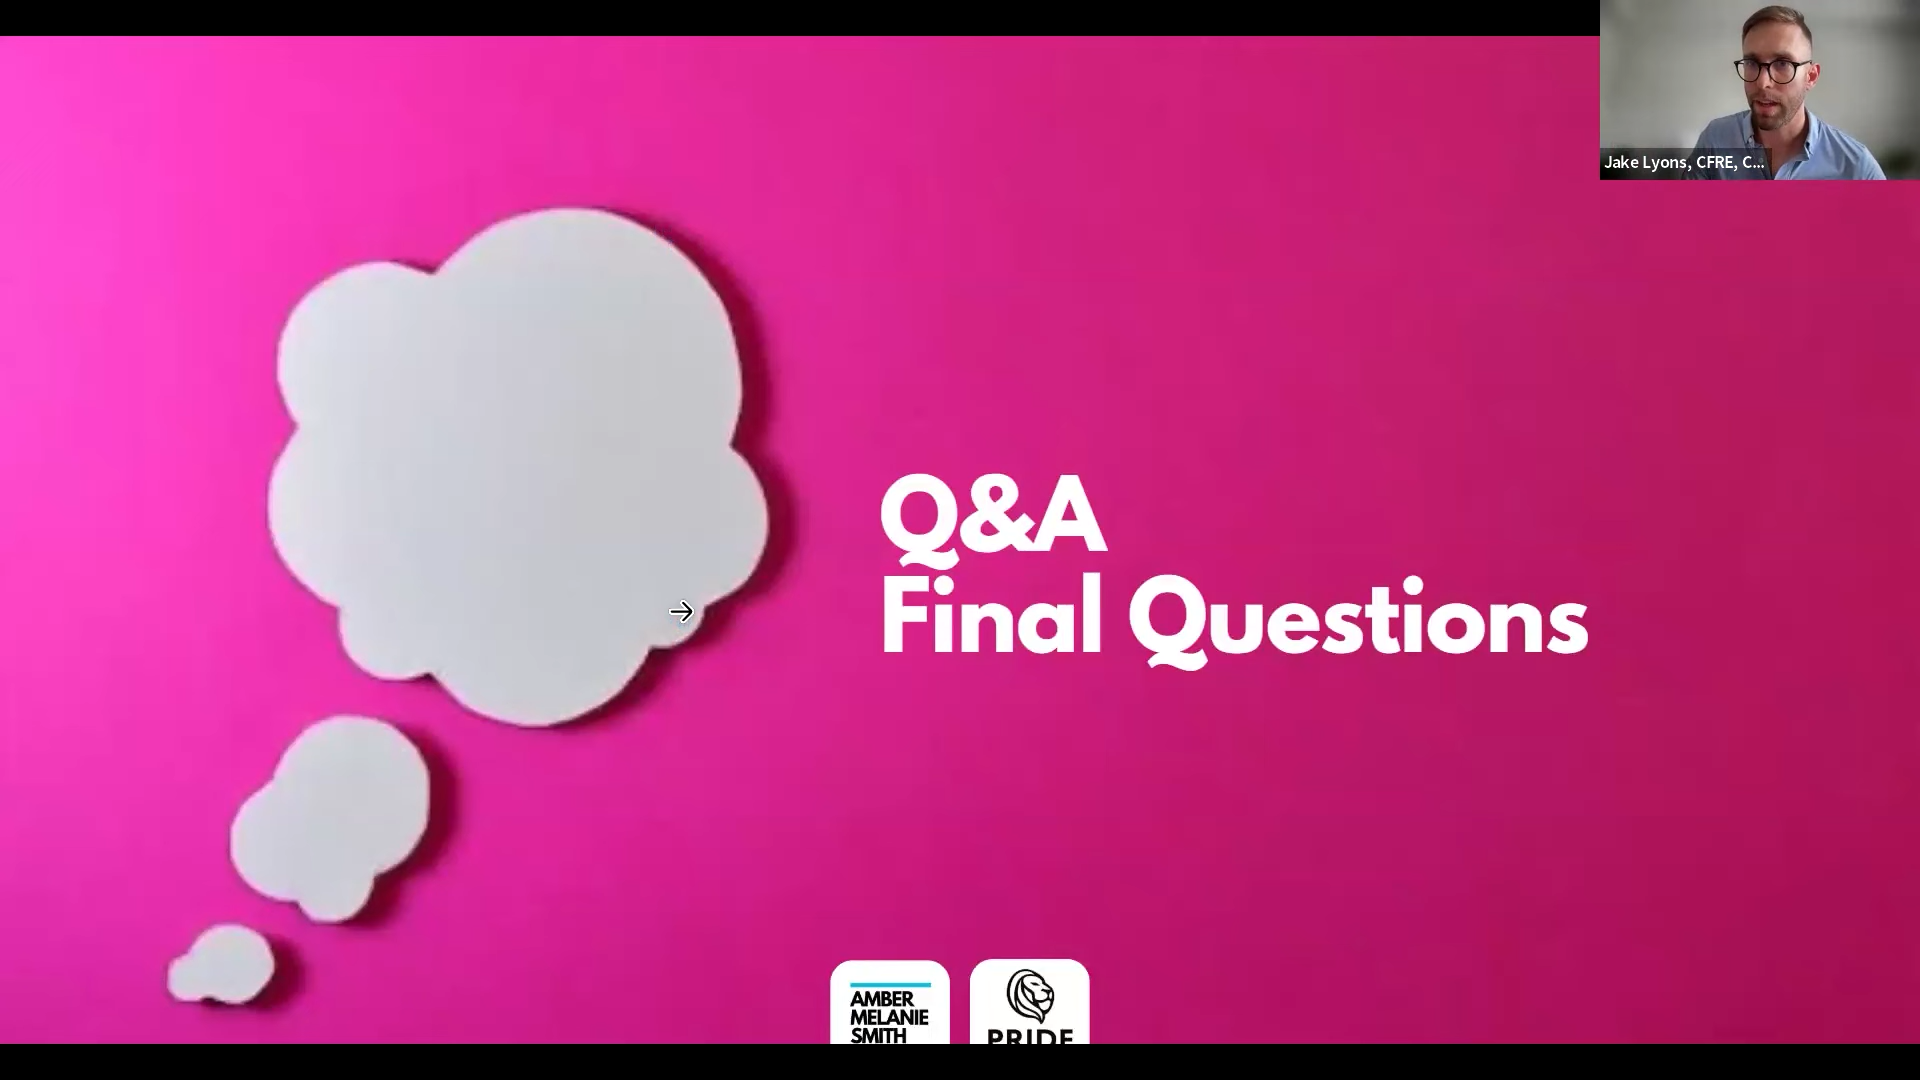 Jake Lyons, CFRE, C...
Q&A
Final Questions
AMBER
MELANIE
SMITH
PRIDE